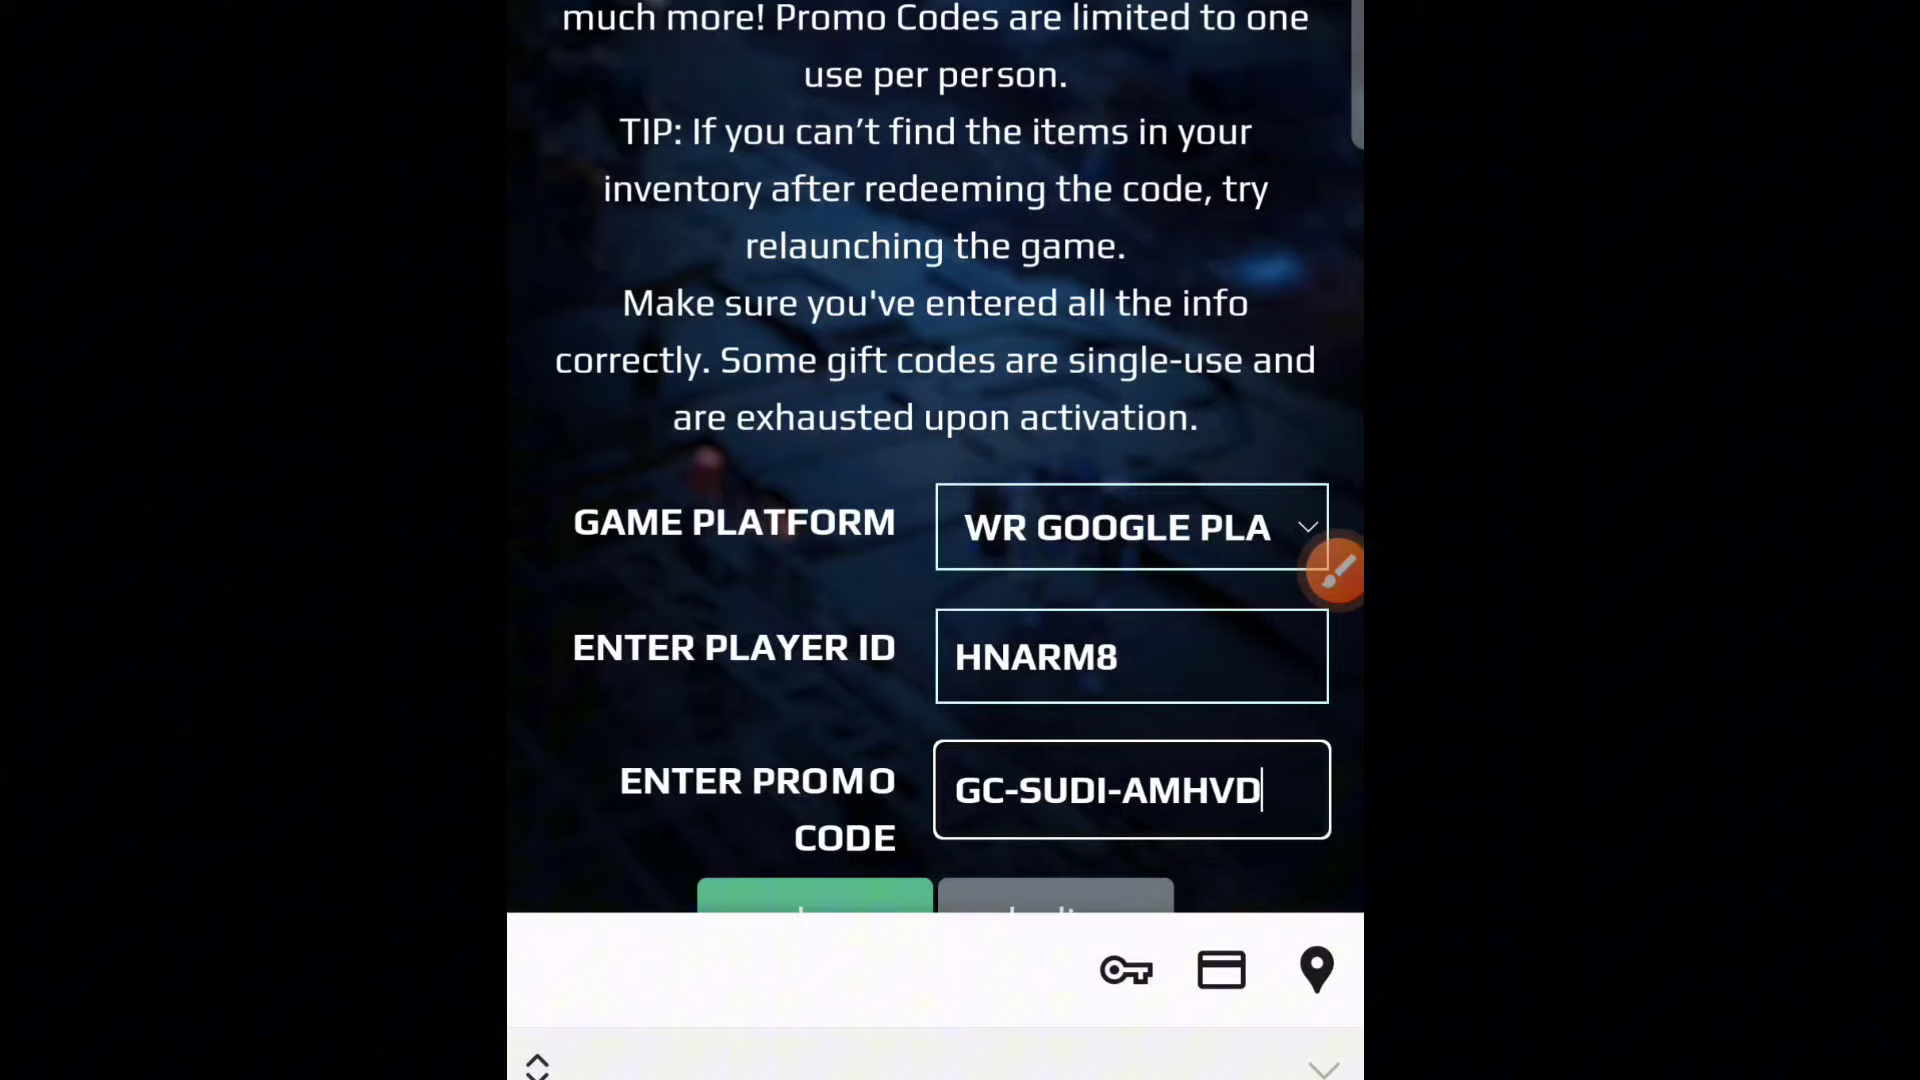 much more! Promo Codes are limited to one
use per person.
TIP: If you can’t find the items in your
inventory after redeeming the code, try
relaunching the game.
Make sure you've entered all the info
correctly. Some gift codes are single-use and
are exhausted upon activation.
GAME PLATFORM
WR GOOGLE PLA
ENTER PLAYER ID
HNARM8
ENTER PROMO
CODE
GC-SUDI-AMHVD